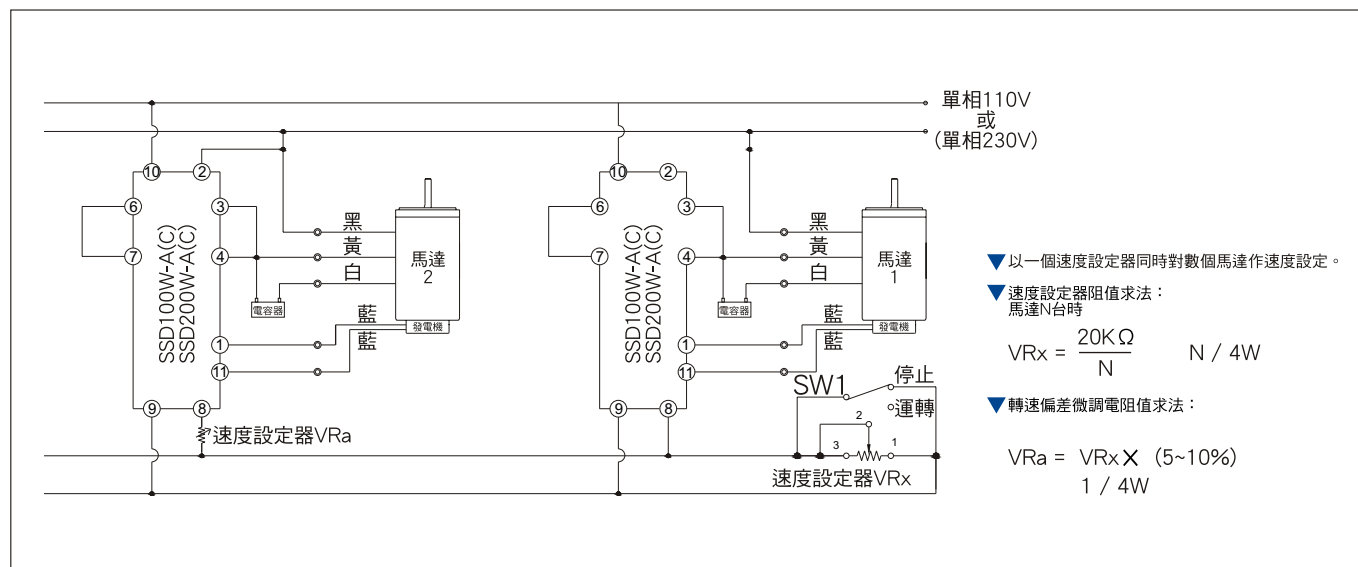 單相110V
或
(單相230V)
10
2
6
3
7
4
SSD100W-A(C)
SSD200W-A(C)
黑
黃
白
馬達
2
電容器
藍
藍
發電機
1
11
9
8
速度設定器VRa
10
2
6
3
7
4
SSD100W-A(C)
SSD200W-A(C)
黑
黃
白
馬達
1
電容器
藍
藍
發電機
1
11
9
8
SW1
停止
運轉
2
3
1
速度設定器VRx
▼以一個速度設定器同時對數個馬達作速度設定。
▼速度設定器阻值求法：
馬達N台時
VRx = 20KΩ / N N / 4W
▼轉速偏差微調電阻值求法：
VRa = VRx X (5~10%)
1 / 4W